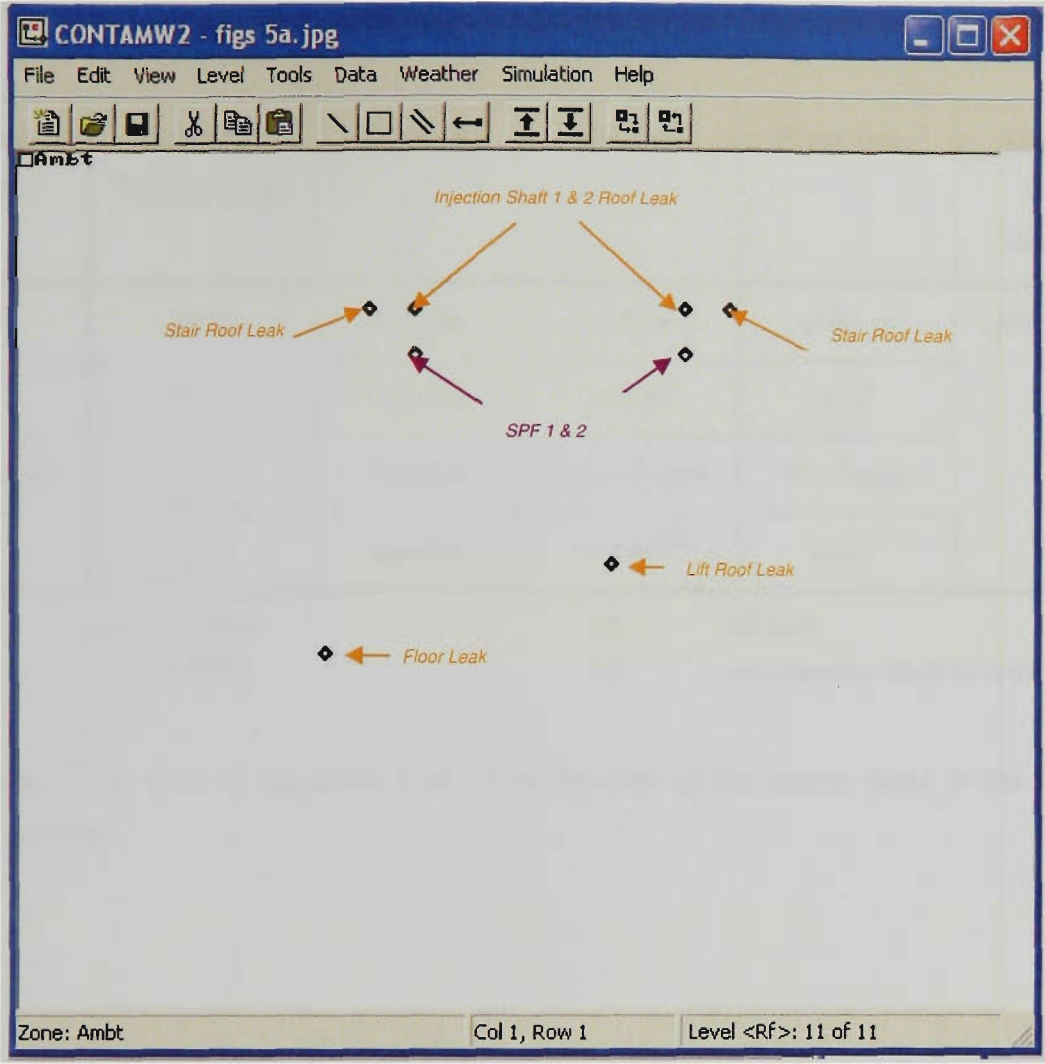 CONTAMW2 - figs 5a.jpg
File Edit View Level Tools Data Weather Simulation Help
Ambt
Injection Shaft 1 & 2 Roof Leak
Stair Roof Leak
Stair Roof Leak
SPF 1 & 2
Lift Roof Leak
Floor Leak
Zone: Ambt
Col 1, Row 1
Level <Rf>: 11 of 11